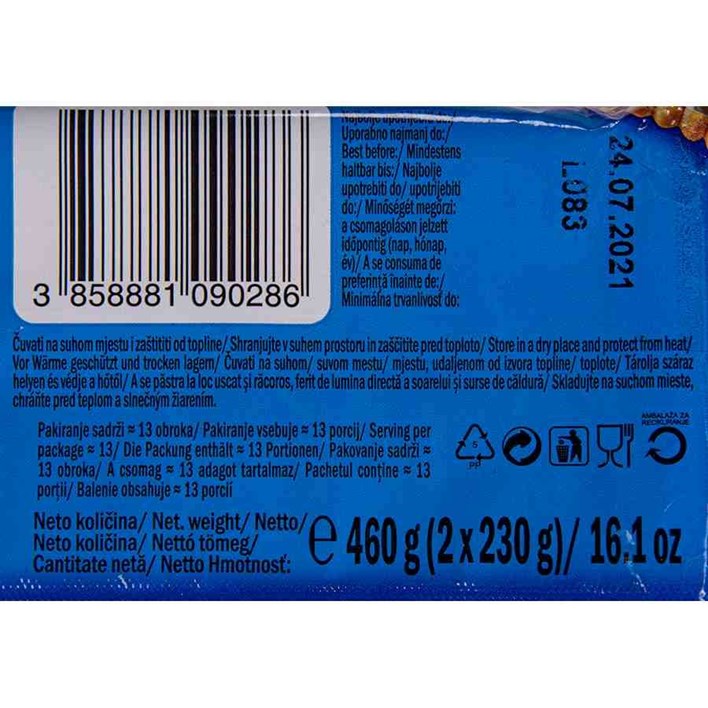 3 858881 090286
Najbolje upotrijebiti do:/
Uporabno najmanj do:/
Best before:/ Mindestens
haltbar bis:/ Najbolje
upotrebiti do/ upotrijebiti
do:/ Minőségét megőrzi:
a csomagoláson jelzett
időpontig (nap, hónap,
év)/ A se consuma de
preferință înainte de:/
Minimálna trvanlivosť do:
24.07.2021
L083
Čuvati na suhom mjestu i zaštititi od topline/ Shranjujte v suhem prostoru in zaščitite pred toploto/ Store in a dry place and protect from heat/
Vor Wärme geschützt und trocken lagern/ Čuvati na suhom/ suvom mestu/ mjestu, udaljenom od izvora topline/ toplote/ Tárolja száraz
helyen és védje a hőtől/ A se păstra la loc uscat și răcoros, ferit de lumina directă a soarelui și surse de căldură/ Skladujte na suchom mieste,
chráňte pred teplom a slnečným žiarením.
Pakiranje sadrži ≈ 13 obroka/ Pakiranje vsebuje ≈ 13 porcij/ Serving per
package ≈ 13/ Die Packung enthält ≈ 13 Portionen/ Pakovanje sadrži ≈
13 obroka/ A csomag ≈ 13 adagot tartalmaz/ Pachetul conține ≈ 13
porții/ Balenie obsahuje ≈ 13 porcií
5
PP
AMBALAŽA ZA
RECIKLIRANJE
Neto količina/ Net. weight/ Netto/
Neto količina/ Nettó tömeg/
Cantitate netă/ Netto Hmotnosť:
℮ 460 g (2 x 230 g)/ 16.1 oz